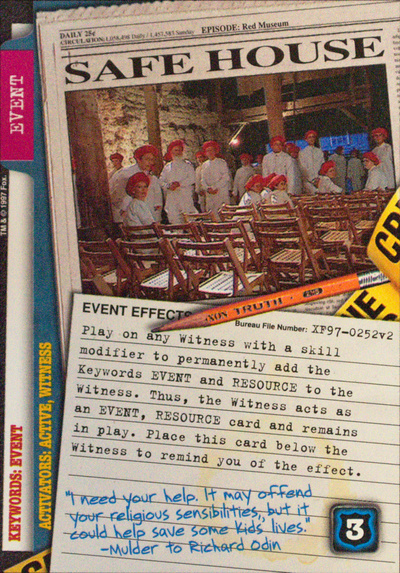 DAILY 25¢ EPISODE: Red Museum
CIRCULATION: 1,058,498 Daily / 1,457,583 Sunday
SAFE HOUSE
EVENT
TM & © 1997 Fox.
KEYWORDS: EVENT
ACTIVATORS: ACTIVE, WITNESS
TRUTH
EVENT EFFECTS
Bureau File Number: XF97-0252v2
Play on any Witness with a skill
modifier to permanently add the
Keywords EVENT and RESOURCE to the
Witness. Thus, the Witness acts as
an EVENT, RESOURCE card and remains
in play. Place this card below the
Witness to remind you of the effect.
"I need your help. It may offend
your religious sensibilities, but it
could help save some kids' lives."
-Mulder to Richard Odin
3